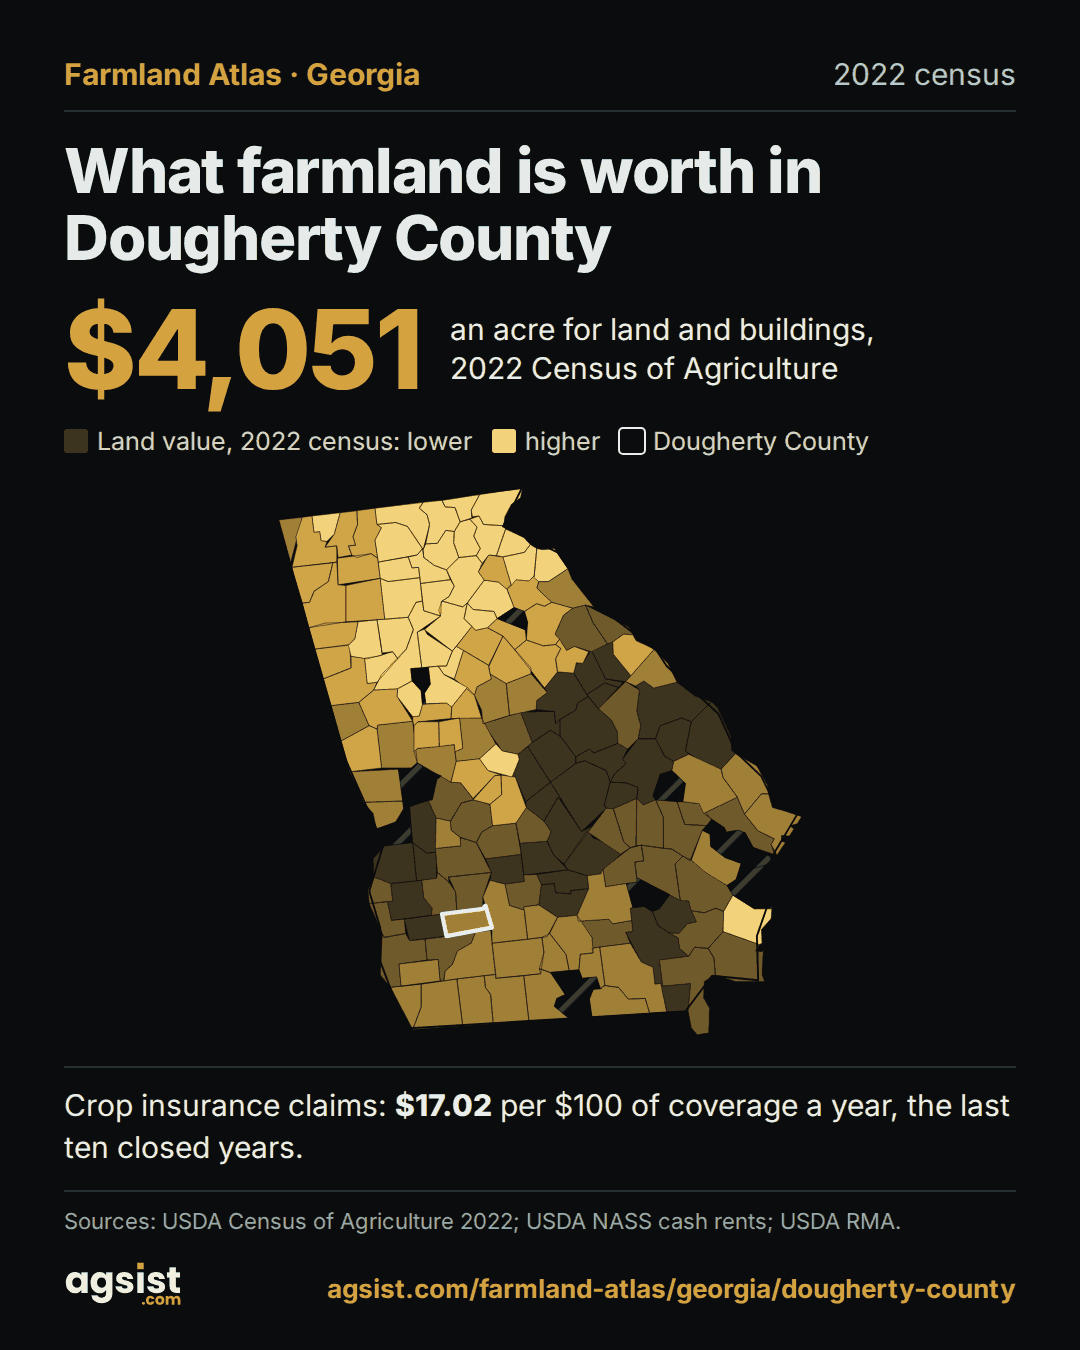 Farmland Atlas · Georgia
2022 census
What farmland is worth in
Dougherty County
$4,051
an acre for land and buildings,
2022 Census of Agriculture
Land value, 2022 census: lower
higher
Dougherty County
Crop insurance claims: $17.02 per $100 of coverage a year, the last
ten closed years.
Sources: USDA Census of Agriculture 2022; USDA NASS cash rents; USDA RMA.
agsist
.com
agsist.com/farmland-atlas/georgia/dougherty-county